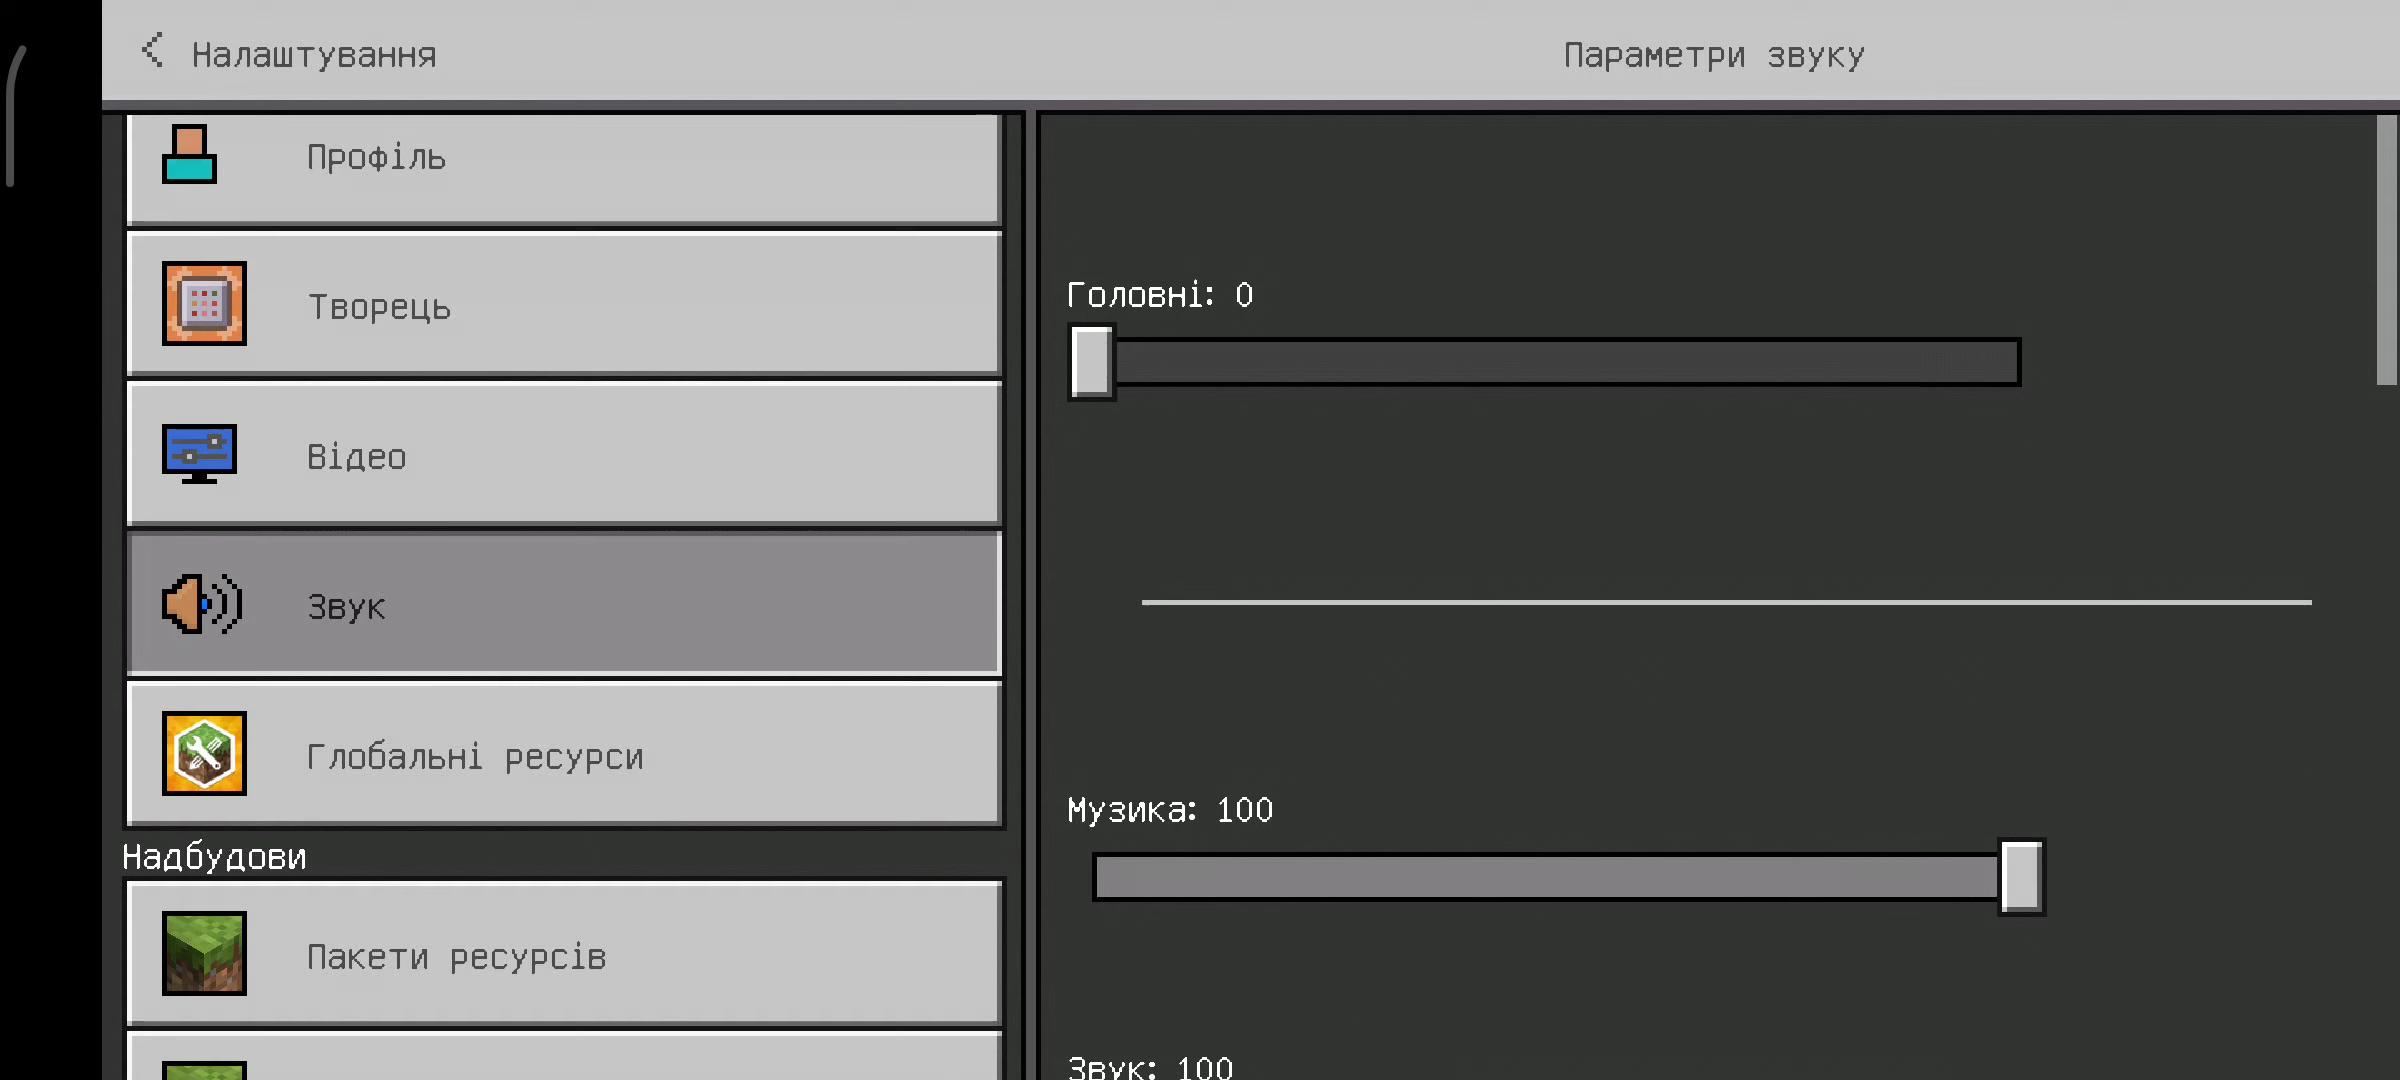 Налаштування
Параметри звуку
Профіль
Творець
Відео
Звук
Глобальні ресурси
Надбудови
Пакети ресурсів
Головні: 0
Музика: 100
Звук: 100